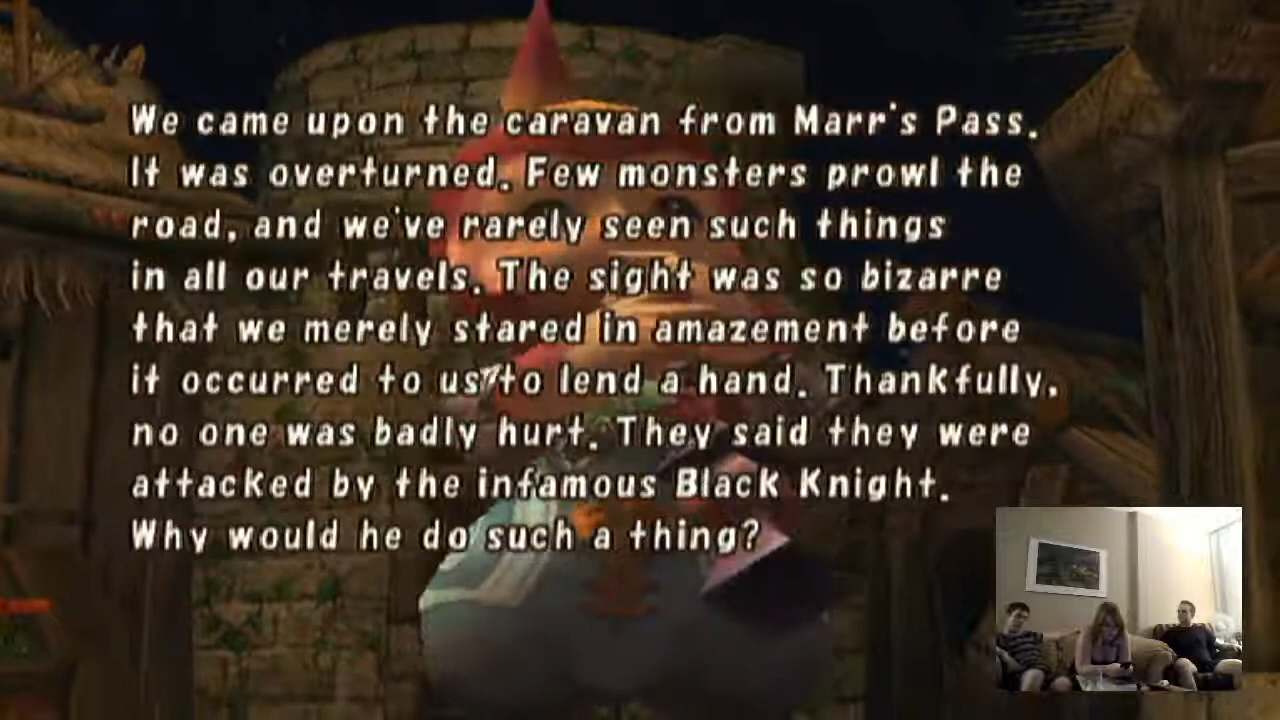 We came upon the caravan from Marr's Pass.
It was overturned. Few monsters prowl the
road, and we've rarely seen such things
in all our travels. The sight was so bizarre
that we merely stared in amazement before
it occurred to us to lend a hand. Thankfully,
no one was badly hurt. They said they were
attacked by the infamous Black Knight.
Why would he do such a thing?